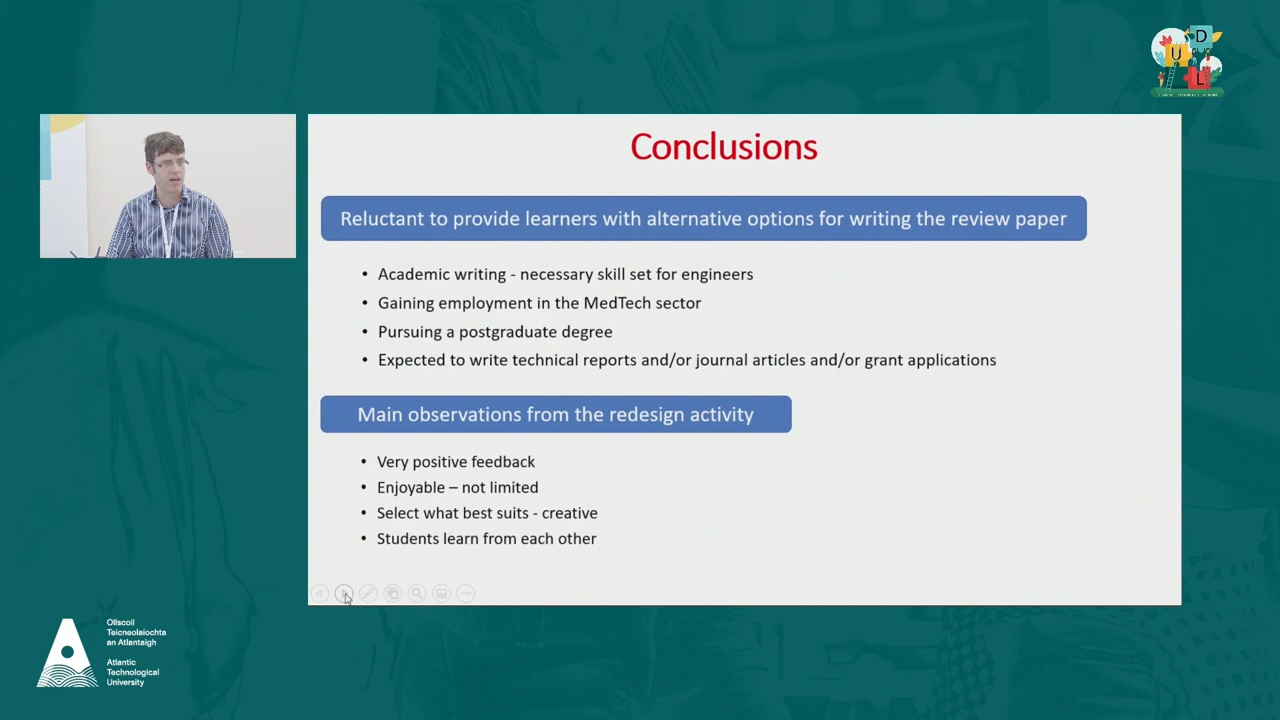 U
D
L
Conclusions
Reluctant to provide learners with alternative options for writing the review paper
• Academic writing - necessary skill set for engineers
• Gaining employment in the MedTech sector
• Pursuing a postgraduate degree
• Expected to write technical reports and/or journal articles and/or grant applications
Main observations from the redesign activity
• Very positive feedback
• Enjoyable – not limited
• Select what best suits - creative
• Students learn from each other
Ollscoil
Teicneolaíochta
an Atlantaigh
Atlantic
Technological
University